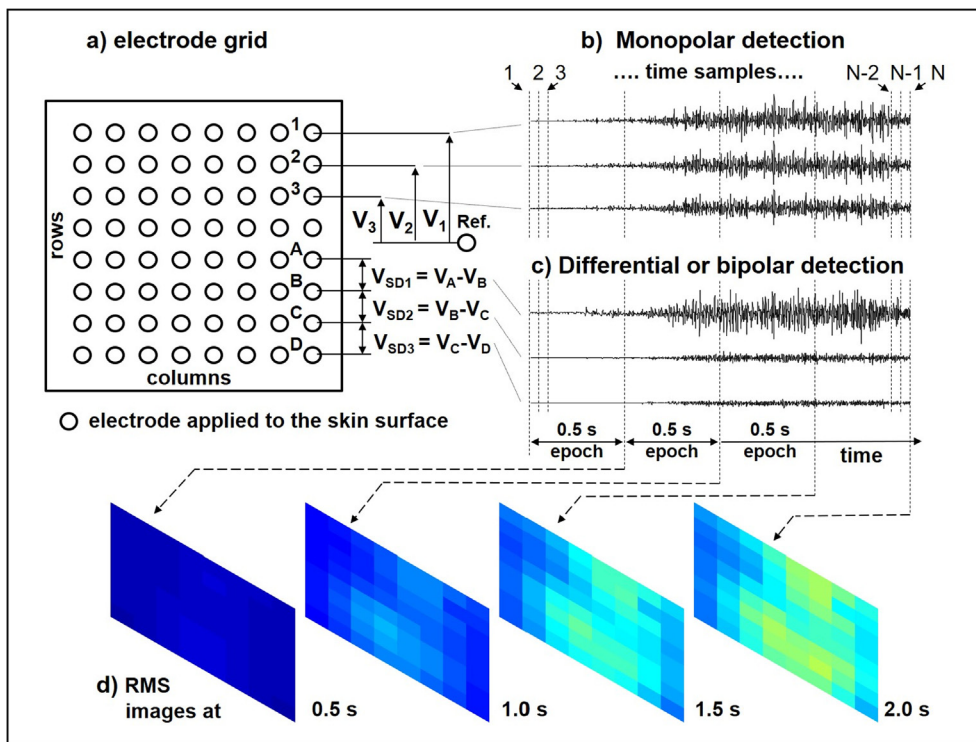 a) electrode grid
1
2
3
A
B
C
D
rows
columns
V3
V2
V1
Ref.
VSD1 = VA-VB
VSD2 = VB-VC
VSD3 = VC-VD
electrode applied to the skin surface
b) Monopolar detection
1 2 3 .... time samples.... N-2 N-1 N
c) Differential or bipolar detection
0.5 s 0.5 s 0.5 s
epoch epoch epoch time
d) RMS
images at
0.5 s 1.0 s 1.5 s 2.0 s